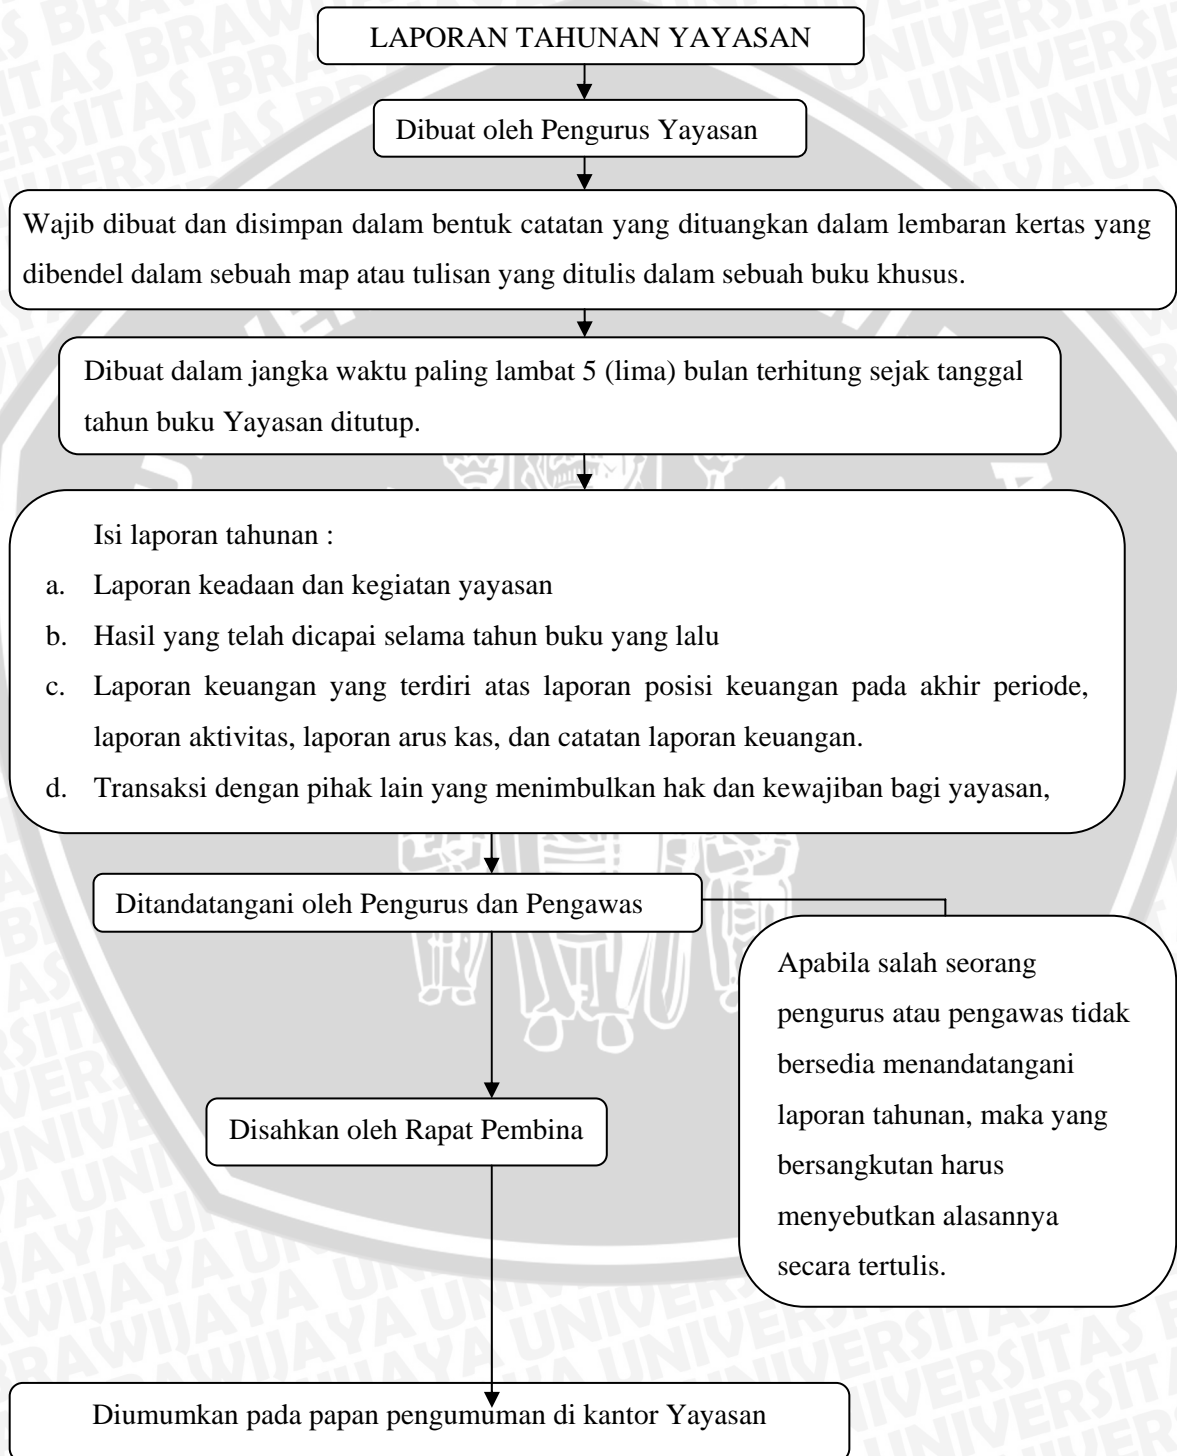 LAPORAN TAHUNAN YAYASAN
Dibuat oleh Pengurus Yayasan
Wajib dibuat dan disimpan dalam bentuk catatan yang dituangkan dalam lembaran kertas yang
dibendel dalam sebuah map atau tulisan yang ditulis dalam sebuah buku khusus.
Dibuat dalam jangka waktu paling lambat 5 (lima) bulan terhitung sejak tanggal
tahun buku Yayasan ditutup.
Isi laporan tahunan :
a. Laporan keadaan dan kegiatan yayasan
b. Hasil yang telah dicapai selama tahun buku yang lalu
c. Laporan keuangan yang terdiri atas laporan posisi keuangan pada akhir periode,
laporan aktivitas, laporan arus kas, dan catatan laporan keuangan.
d. Transaksi dengan pihak lain yang menimbulkan hak dan kewajiban bagi yayasan,
Ditandatangani oleh Pengurus dan Pengawas
Apabila salah seorang
pengurus atau pengawas tidak
bersedia menandatangani
laporan tahunan, maka yang
bersangkutan harus
menyebutkan alasannya
secara tertulis.
Disahkan oleh Rapat Pembina
Diumumkan pada papan pengumuman di kantor Yayasan